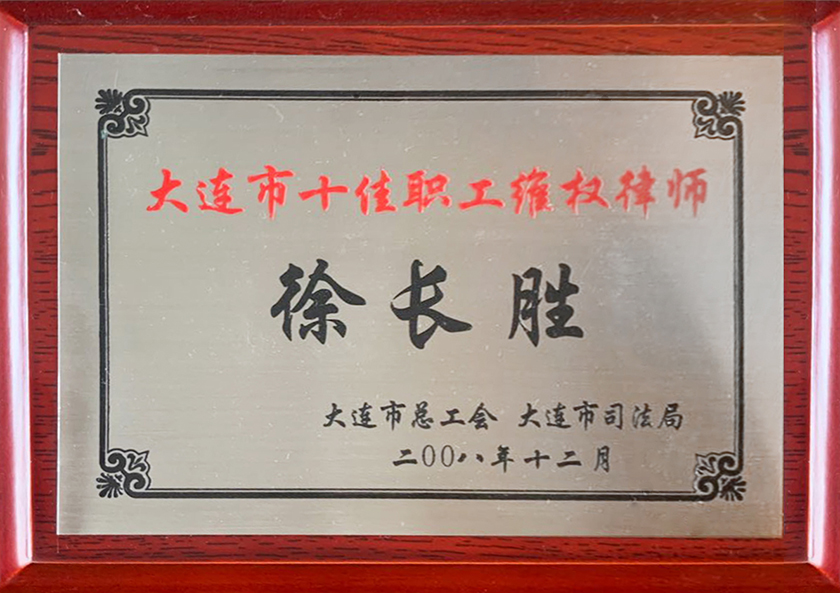 大连市十佳职工维权律师
徐长胜
大连市总工会 大连市司法局
二00八年十二月